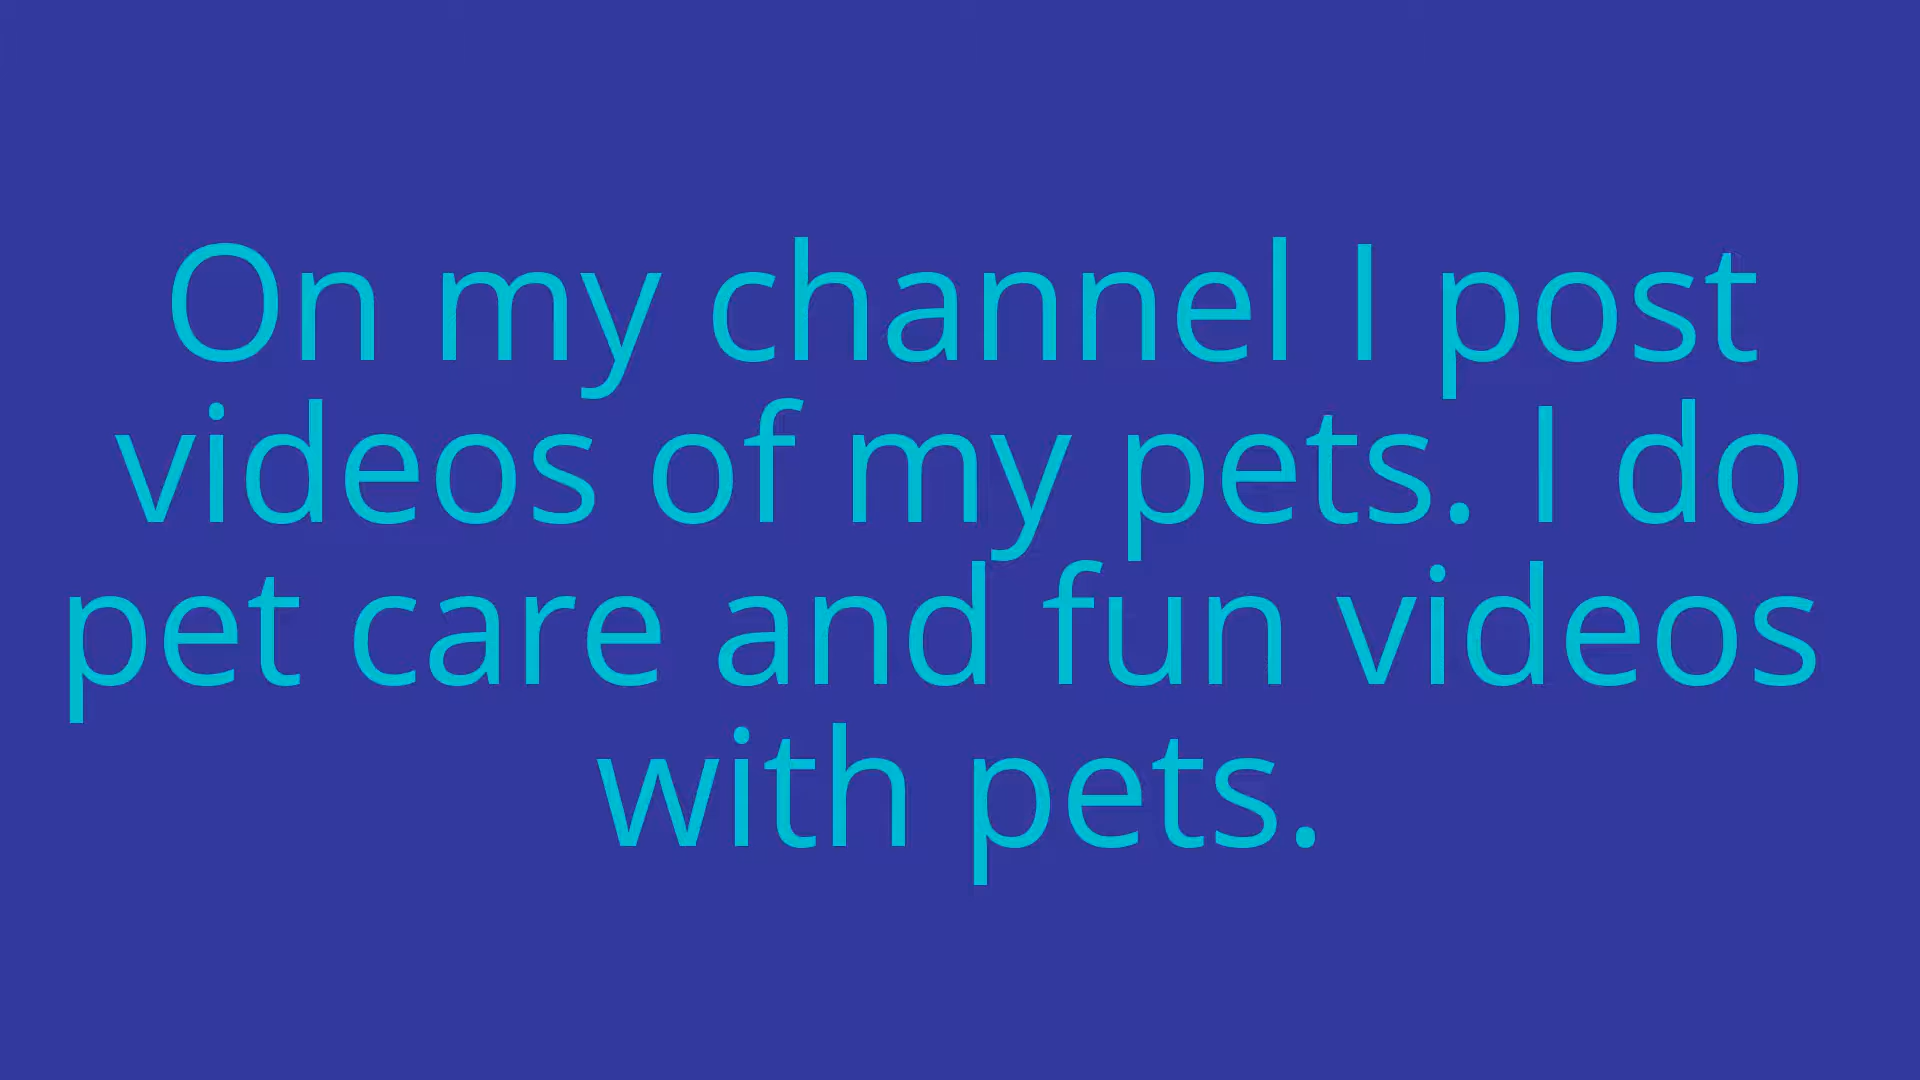 On my channel I post
videos of my pets. I do
pet care and fun videos
with pets.